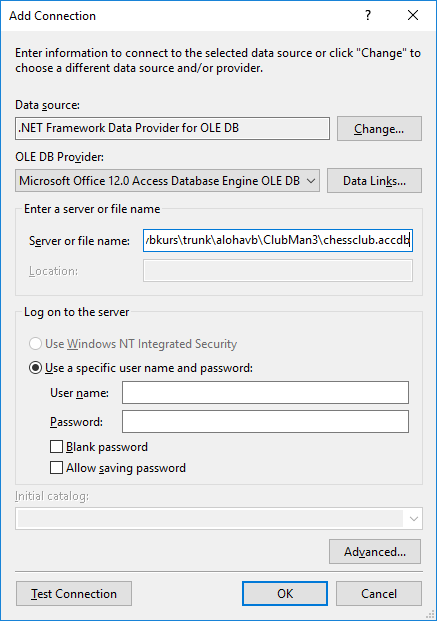 Add Connection
Enter information to connect to the selected data source or click "Change" to
choose a different data source and/or provider.
Data source:
.NET Framework Data Provider for OLE DB
Change...
OLE DB Provider:
Microsoft Office 12.0 Access Database Engine OLE DB
Data Links...
Enter a server or file name
Server or file name:
bkurs\trunk\alohavb\ClubMan3\chessclub.accdb
Location:
Log on to the server
Use Windows NT Integrated Security
Use a specific user name and password:
User name:
Password:
Blank password
Allow saving password
Initial catalog:
Advanced...
Test Connection
OK
Cancel